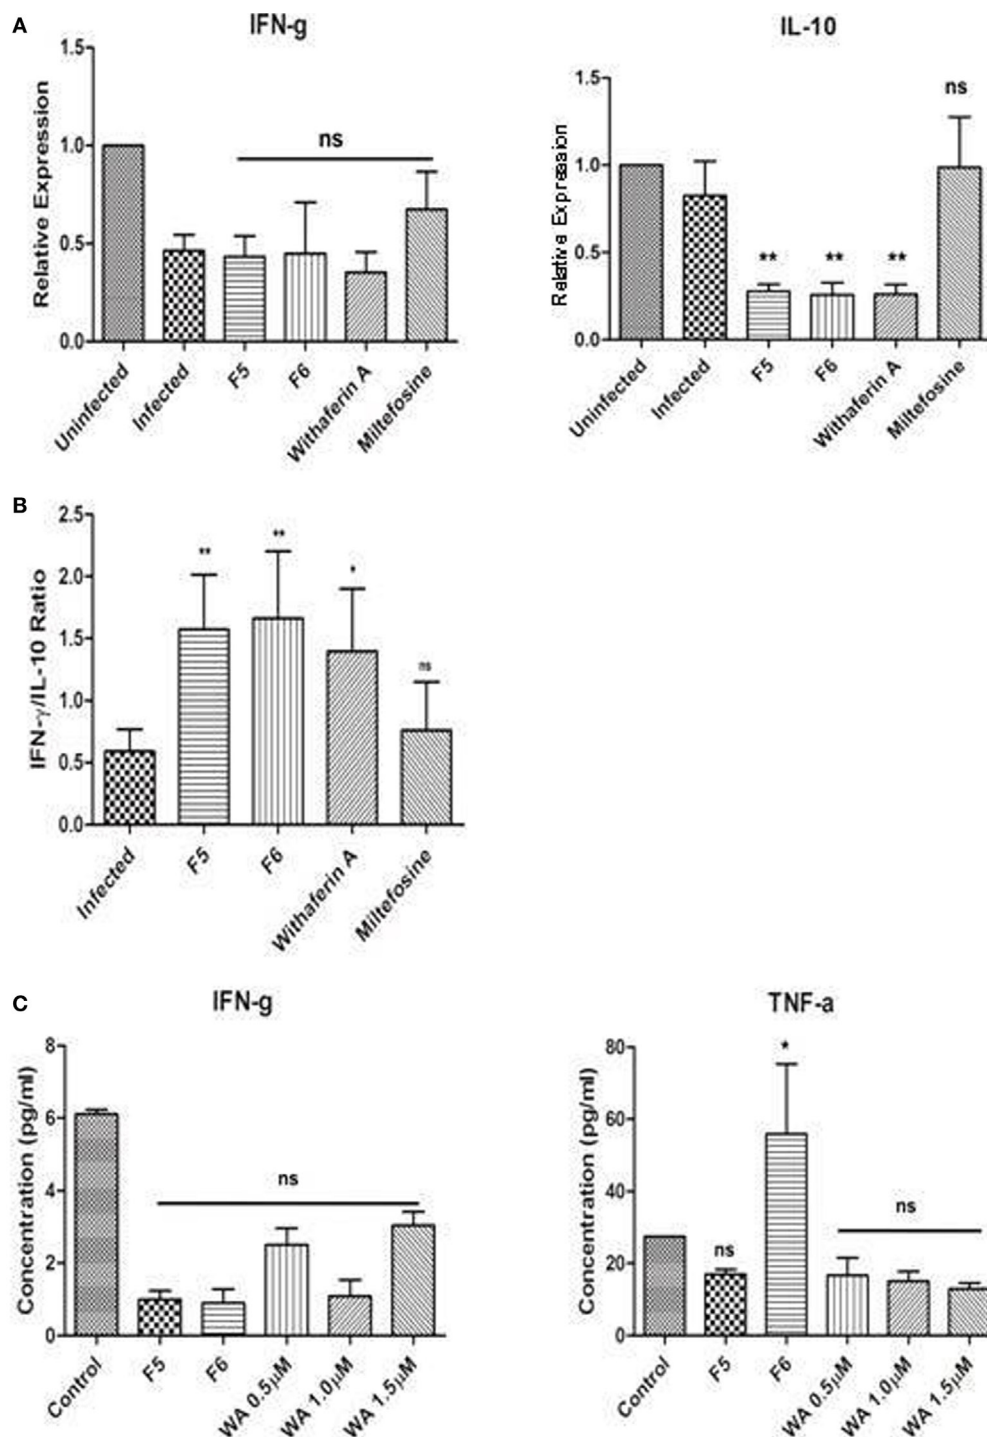 A
IFN-g
Relative Expression
1.5
1.0
0.5
0.0
ns
Uninfected
Infected
F5
F6
Withaferin A
Miltefosine
IL-10
Relative Expression
1.5
1.0
0.5
0.0
**
**
**
ns
Uninfected
Infected
F5
F6
Withaferin A
Miltefosine
B
IFN-γ/IL-10 Ratio
2.5
2.0
1.5
1.0
0.5
0.0
**
**
*
ns
Infected
F5
F6
Withaferin A
Miltefosine
C
IFN-g
Concentration (pg/ml)
8
6
4
2
0
ns
Control
F5
F6
WA 0.5µM
WA 1.0µM
WA 1.5µM
TNF-a
Concentration (pg/ml)
80
60
40
20
0
ns
*
ns
Control
F5
F6
WA 0.5µM
WA 1.0µM
WA 1.5µM